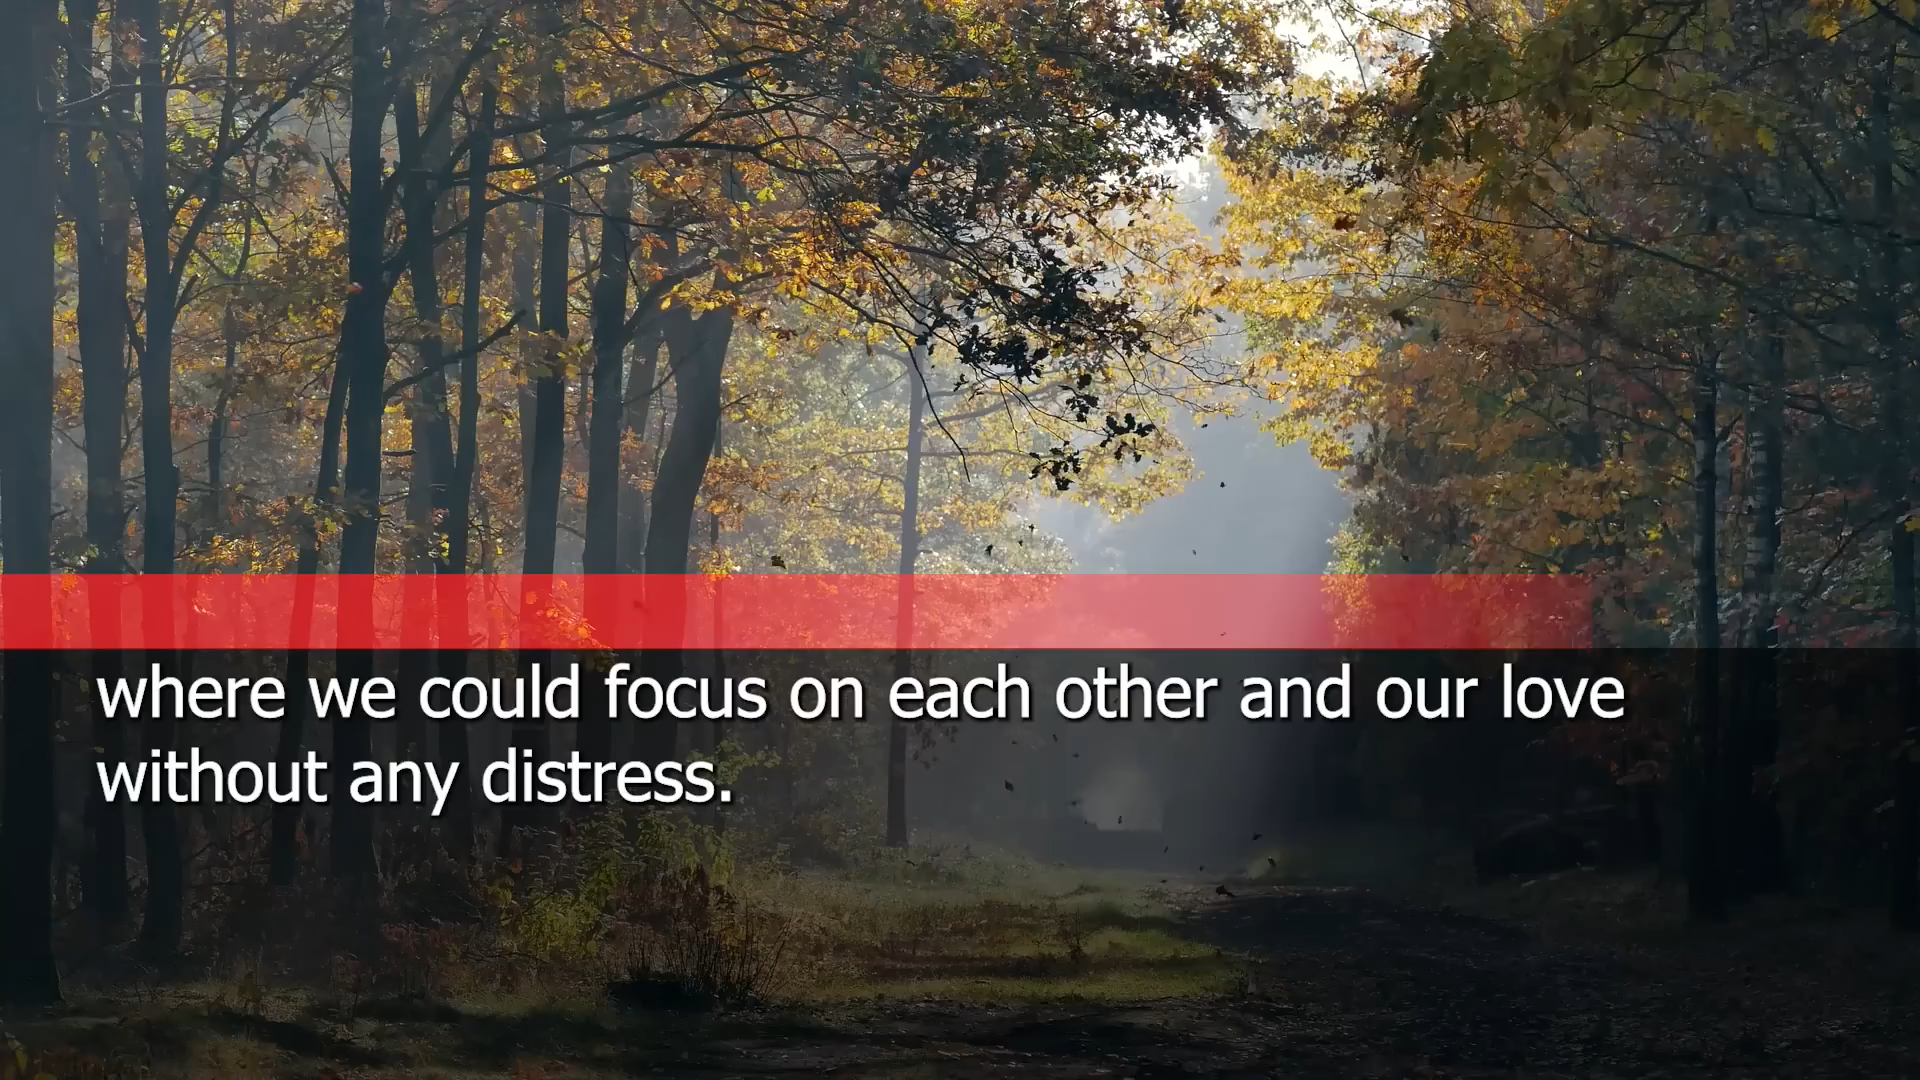 where we could focus on each other and our love
without any distress.